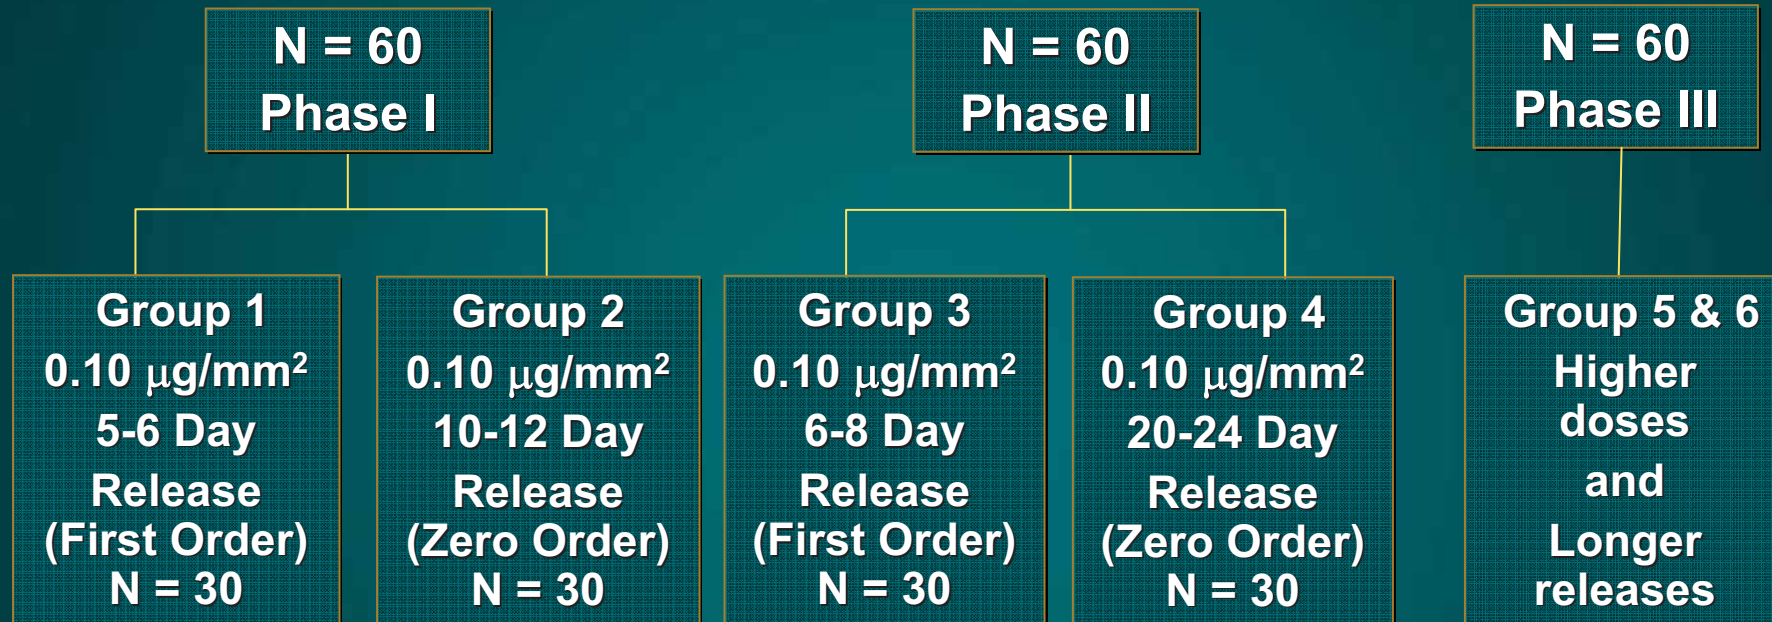 N = 60
Phase I
N = 60
Phase II
N = 60
Phase III
Group 1
0.10 μg/mm²
5-6 Day
Release
(First Order)
N = 30
Group 2
0.10 μg/mm²
10-12 Day
Release
(Zero Order)
N = 30
Group 3
0.10 μg/mm²
6-8 Day
Release
(First Order)
N = 30
Group 4
0.10 μg/mm²
20-24 Day
Release
(Zero Order)
N = 30
Group 5 & 6
Higher
doses
and
Longer
releases